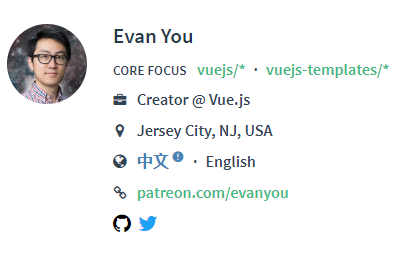 Evan You
CORE FOCUS vuejs/* · vuejs-templates/*
Creator @ Vue.js
Jersey City, NJ, USA
中文 · English
patreon.com/evanyou